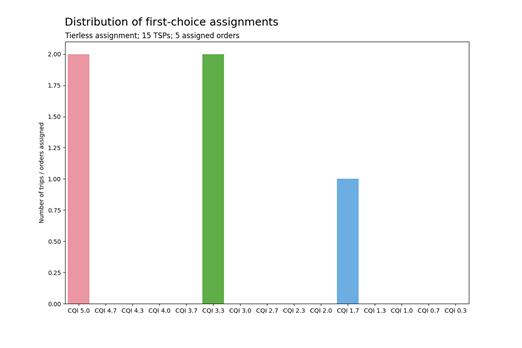 Distribution of first-choice assignments
Tierless assignment; 15 TSPs; 5 assigned orders
Number of trips / orders assigned
2.00
1.75
1.50
1.25
1.00
0.75
0.50
0.25
0.00
CQI 5.0 CQI 4.7 CQI 4.3 CQI 4.0 CQI 3.7 CQI 3.3 CQI 3.0 CQI 2.7 CQI 2.3 CQI 2.0 CQI 1.7 CQI 1.3 CQI 1.0 CQI 0.7 CQI 0.3